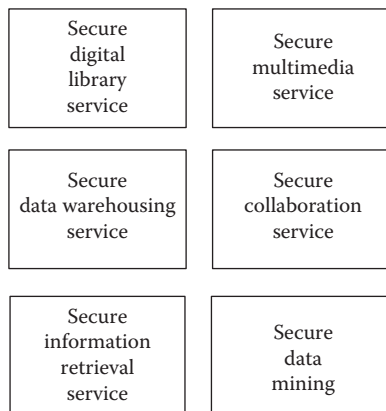 Secure
digital
library
service
Secure
multimedia
service
Secure
data warehousing
service
Secure
collaboration
service
Secure
information
retrieval
service
Secure
data
mining